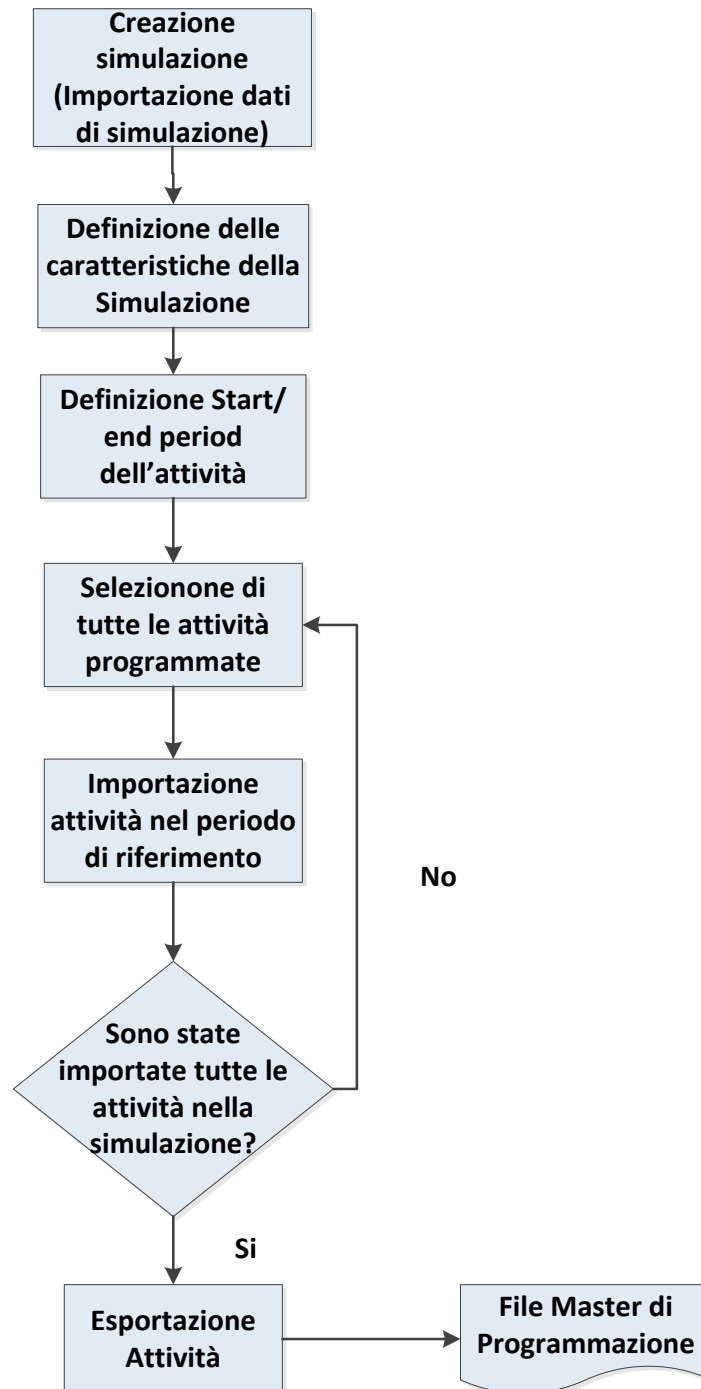 Creazione
simulazione
(Importazione dati
di simulazione)
Definizione delle
caratteristiche della
Simulazione
Definizione Start/
end period
dell'attività
Selezionone di
tutte le attività
programmate
Importazione
attività nel periodo
di riferimento
No
Sono state
importate tutte le
attività nella
simulazione?
Si
Esportazione
Attività
File Master di
Programmazione